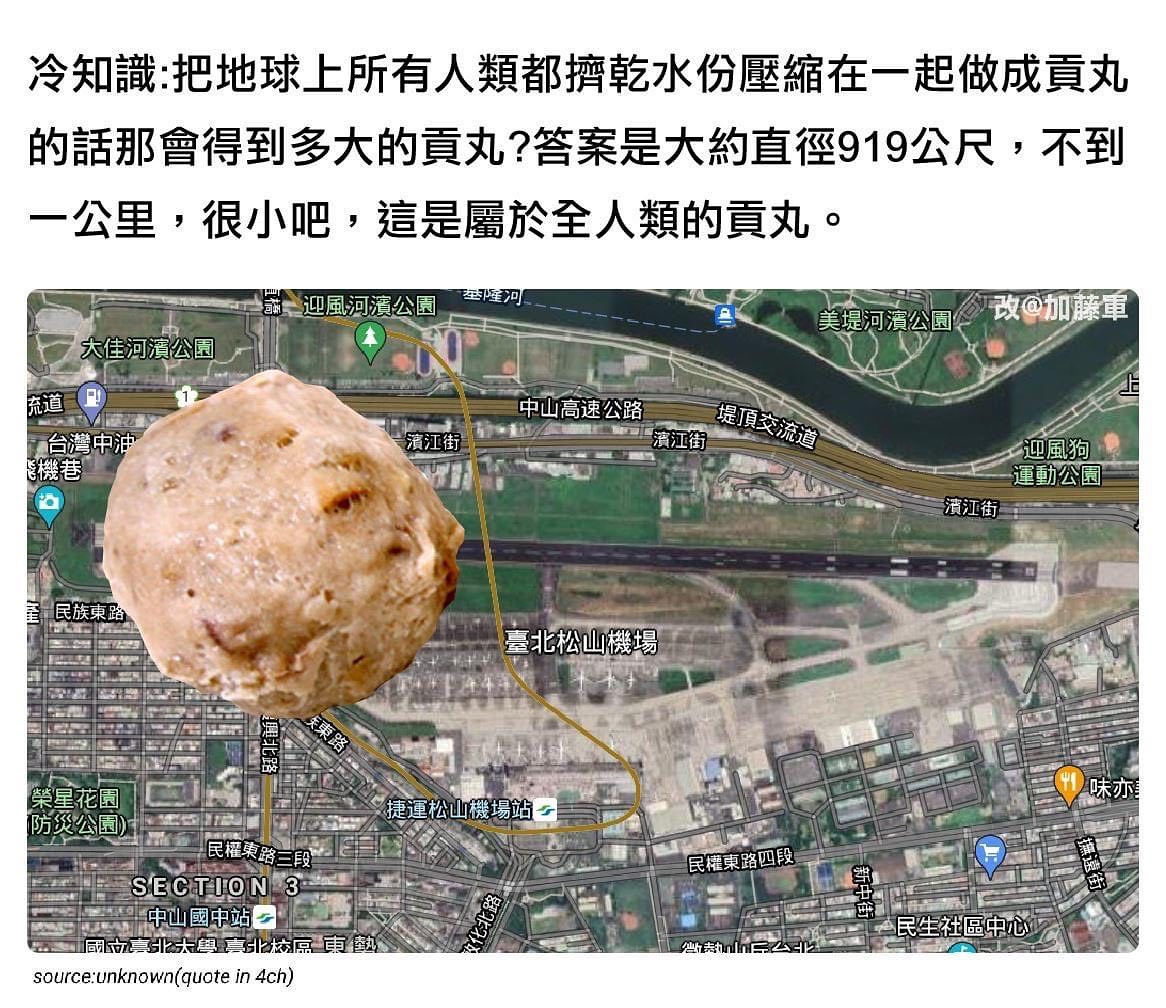 冷知識:把地球上所有人類都擠乾水份壓縮在一起做成貢丸
的話那會得到多大的貢丸?答案是大約直徑919公尺，不到
一公里，很小吧，這是屬於全人類的貢丸。
迎風河濱公園
基隆河
改@加藤軍
美堤河濱公園
大佳河濱公園
1
流道
中山高速公路
堤頂交流道
台灣中油
濱江街
濱江街
迎風狗
運動公園
飛機巷
濱江街
民族東路
臺北松山機場
族東路
復興北路
榮星花園
(防災公園)
捷運松山機場站
味亦
民權東路三段
民權東路四段
撫遠街
SECTION 3
新中街
中山國中站
敦化北路
民生社區中心
國立臺北大學 臺北校區
微熱山丘台北
source:unknown(quote in 4ch)